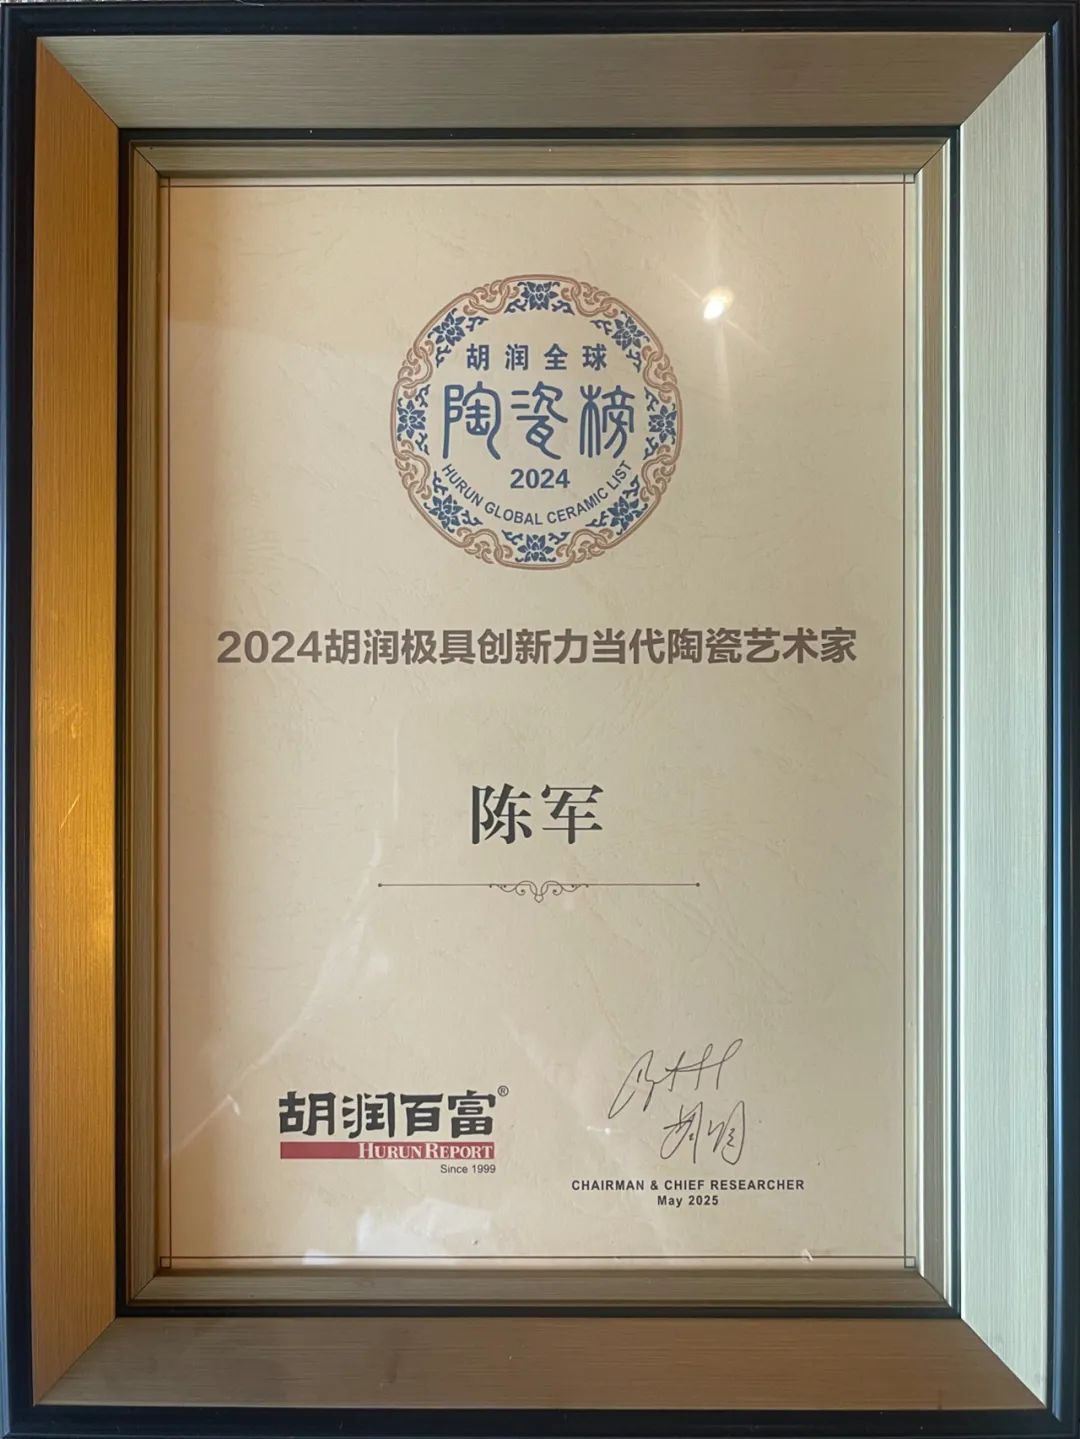 胡润全球
陶瓷榜
2024
HURUN GLOBAL CERAMIC LIST
2024胡润极具创新力当代陶瓷艺术家
陈军
胡润百富®
HURUN REPORT
Since 1999
胡润
CHAIRMAN & CHIEF RESEARCHER
May 2025